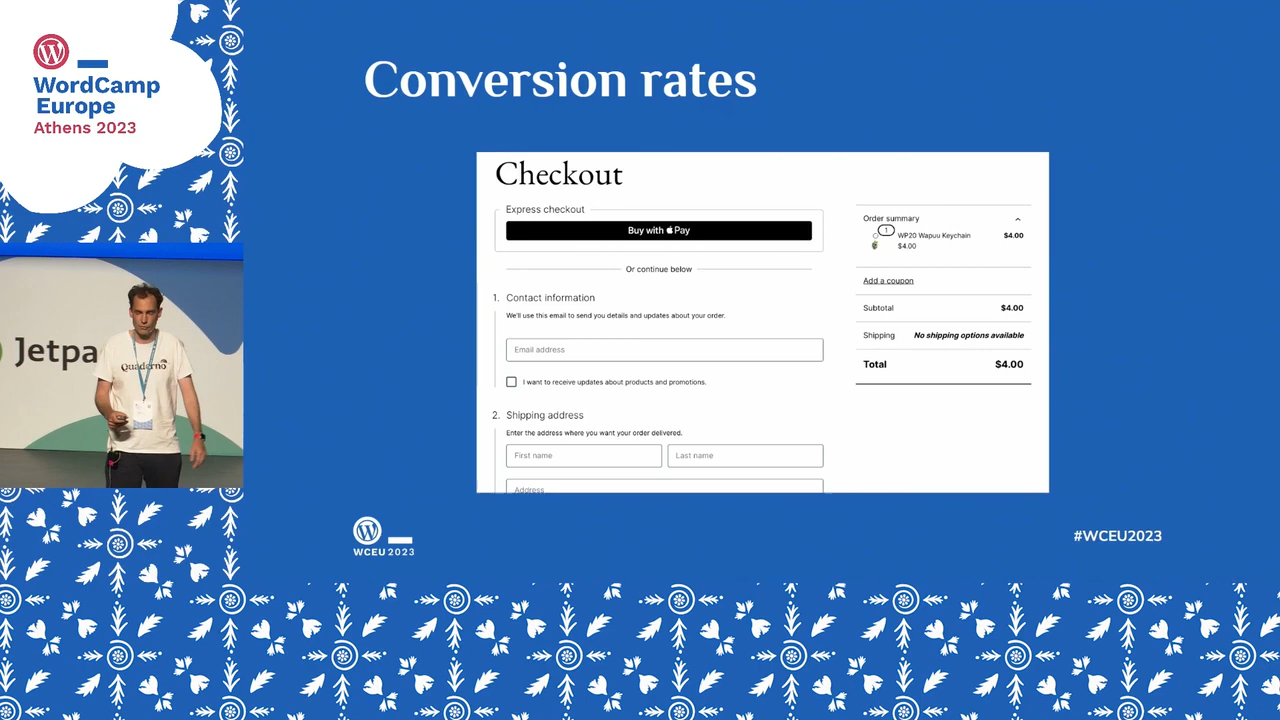 WordCamp
Europe
Athens 2023
Jetpa
Quaderno
Conversion rates
Checkout
Express checkout
Buy with Pay
Or continue below
1. Contact information
We'll use this email to send you details and updates about your order.
Email address
I want to receive updates about products and promotions.
2. Shipping address
Enter the address where you want your order delivered.
First name
Last name
Address
Order summary
1
WP20 Wapuu Keychain
$4.00
$4.00
Add a coupon
Subtotal
$4.00
Shipping
No shipping options available
Total
$4.00
WCEU 2023
#WCEU2023